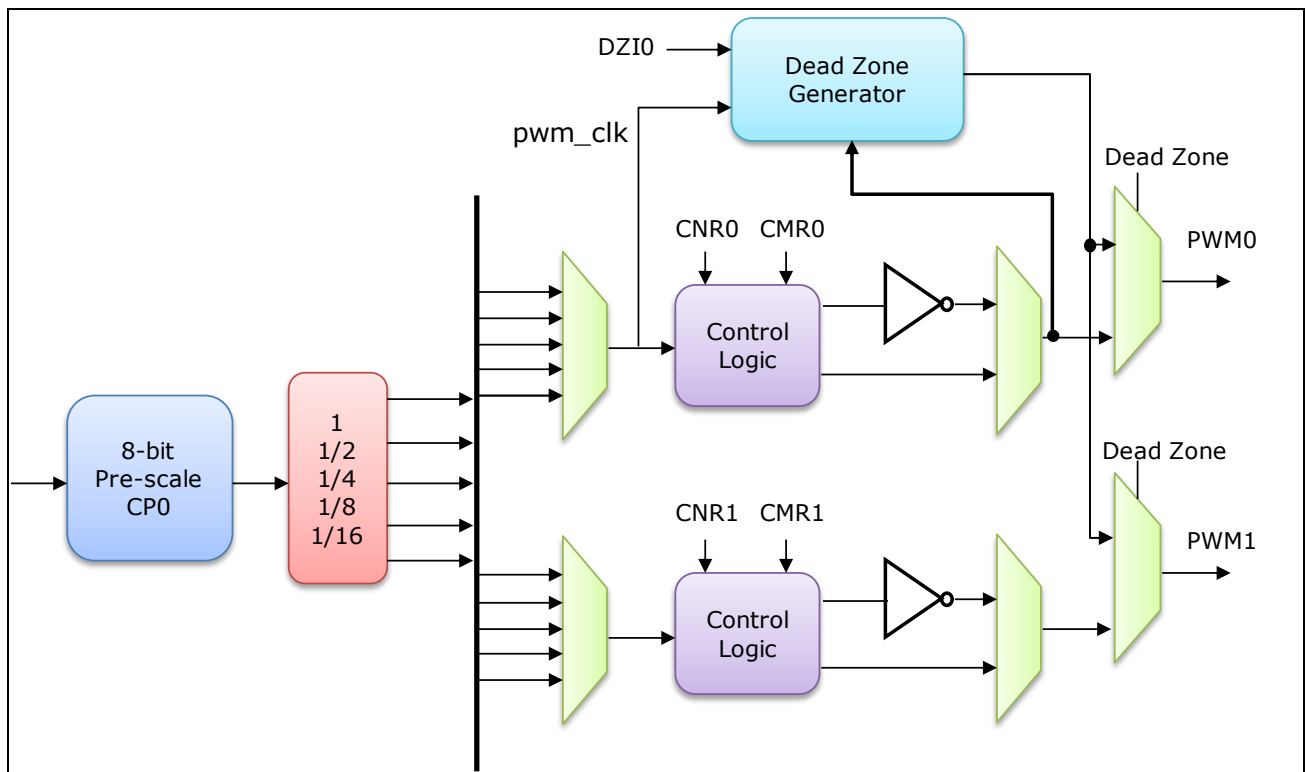 DZI0
Dead Zone
Generator
pwm_clk
Dead Zone
CNR0
CMR0
PWM0
Control
Logic
8-bit
Pre-scale
CP0
1
1/2
1/4
1/8
1/16
Dead Zone
CNR1
CMR1
PWM1
Control
Logic